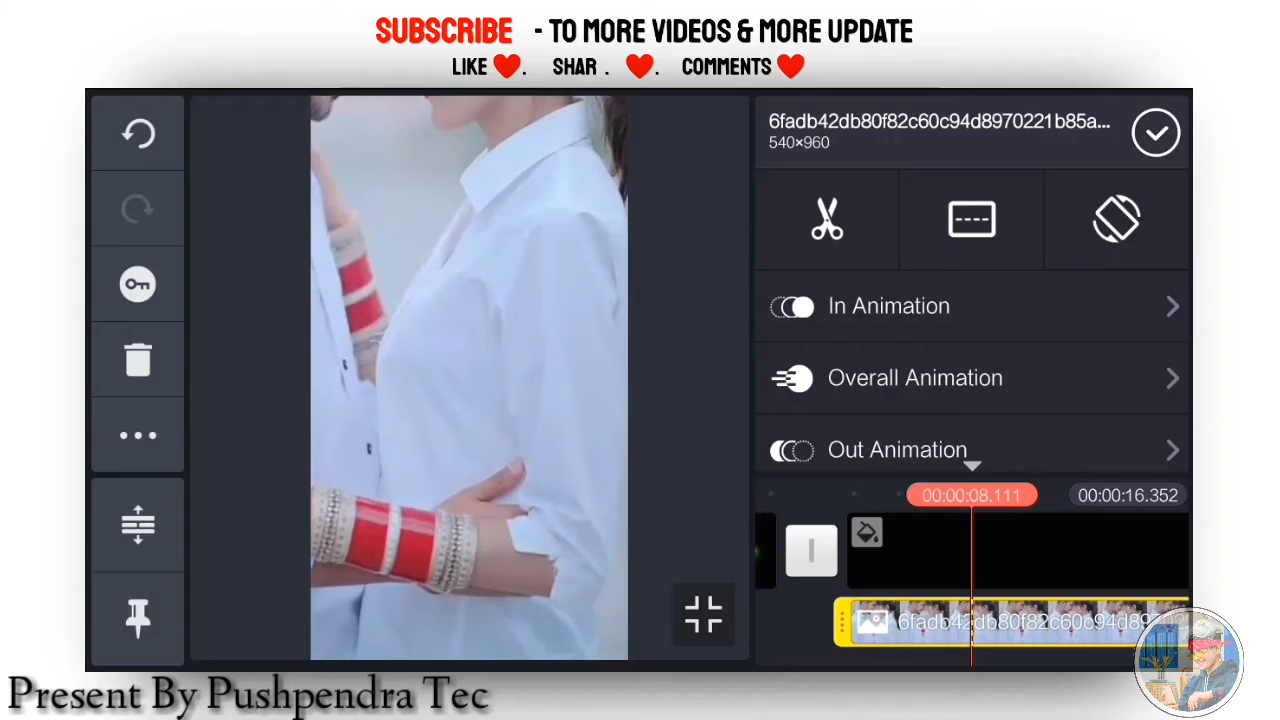 SUBSCRIBE - TO MORE VIDEOS & MORE UPDATE
LIKE ❤. SHAR . ❤. COMMENTS ❤
6fadb42db80f82c60c94d8970221b85a...
540×960
In Animation
Overall Animation
Out Animation
00:00:08.111
00:00:16.352
6fadb42db80f82c60c94d897
Present By Pushpendra Tec